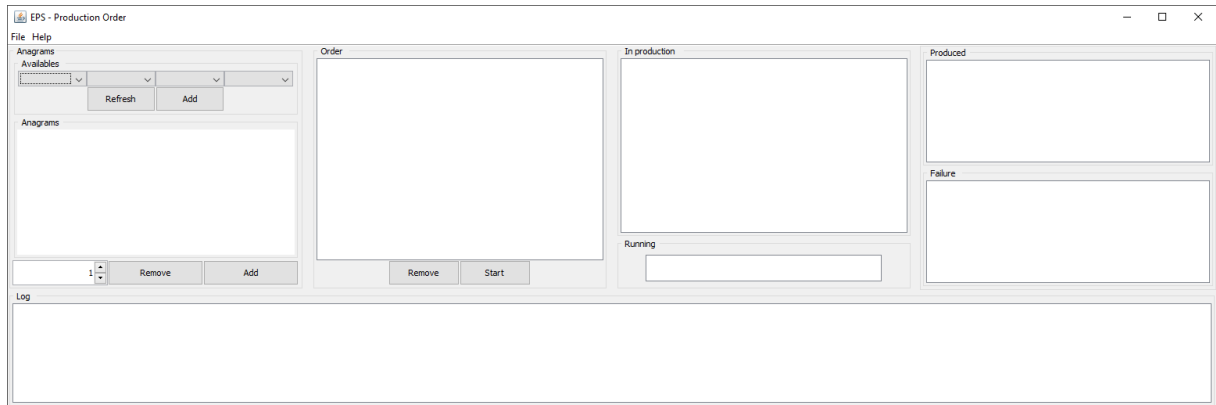 EPS - Production Order
File Help
Anagrams
Availables
Refresh Add
Anagrams
1 Remove Add
Order
Remove Start
In production
Running
Produced
Failure
Log